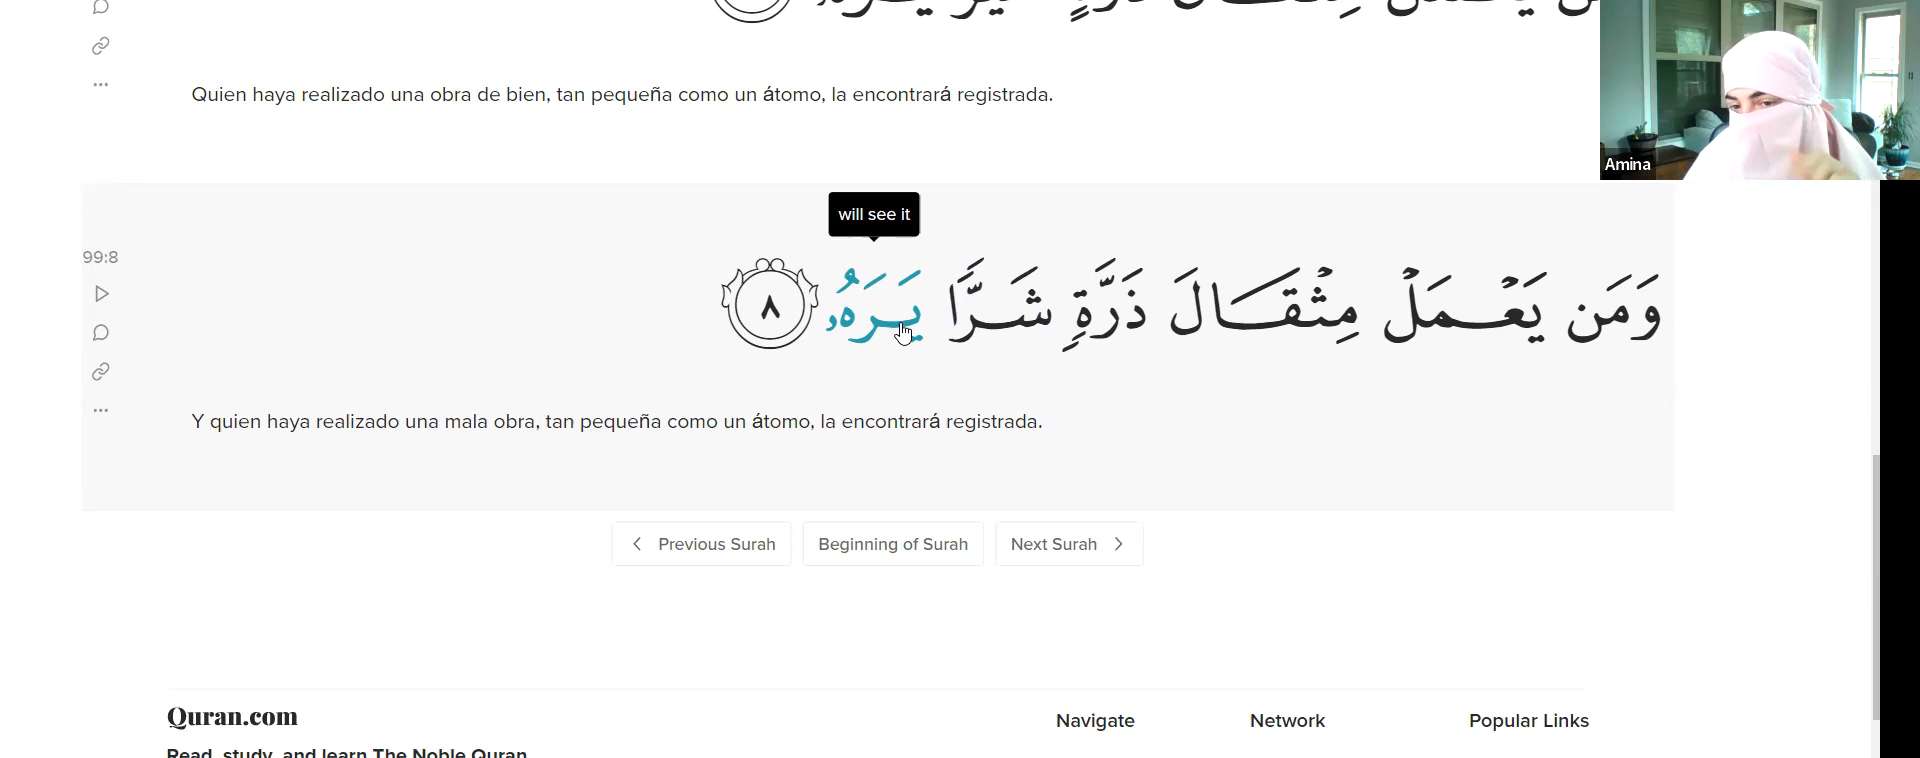 Quien haya realizado una obra de bien, tan pequeña como un átomo, la encontrará registrada.
Amina
will see it
99:8
وَمَن يَعْمَلْ مِثْقَالَ ذَرَّةٍ شَرًّا يَرَهُۥ ٨
Y quien haya realizado una mala obra, tan pequeña como un átomo, la encontrará registrada.
Previous Surah
Beginning of Surah
Next Surah
Quran.com
Navigate
Network
Popular Links
Read, study, and learn The Noble Quran